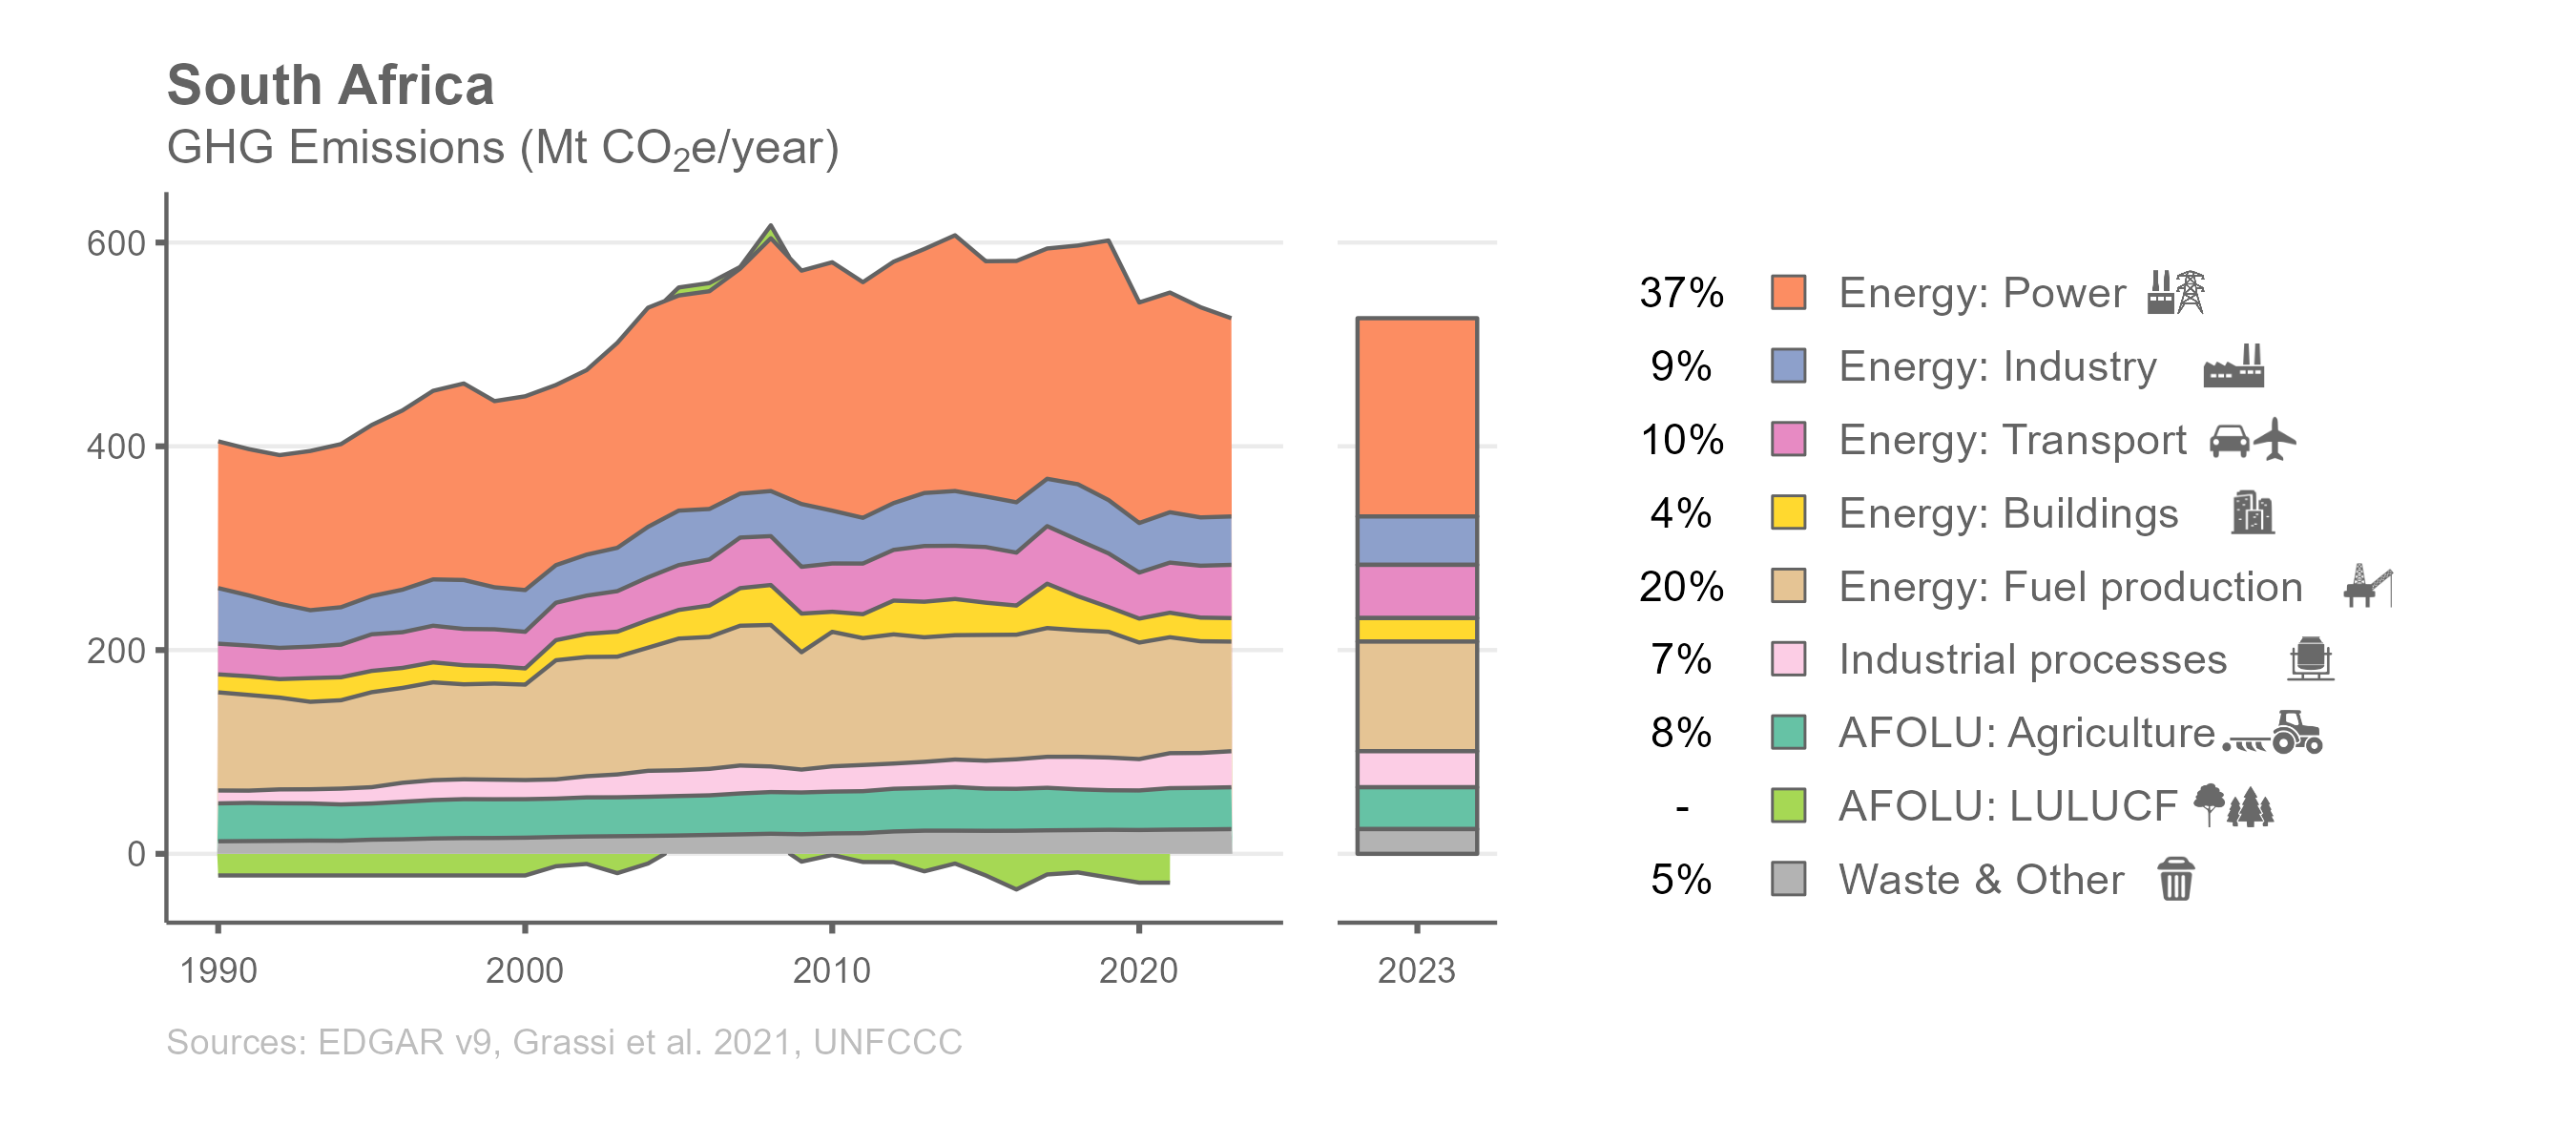 South Africa
GHG Emissions (Mt CO₂e/year)
600
400
200
0
1990 2000 2010 2020 2023
37% Energy: Power
9% Energy: Industry
10% Energy: Transport
4% Energy: Buildings
20% Energy: Fuel production
7% Industrial processes
8% AFOLU: Agriculture
- AFOLU: LULUCF
5% Waste & Other
Sources: EDGAR v9, Grassi et al. 2021, UNFCCC